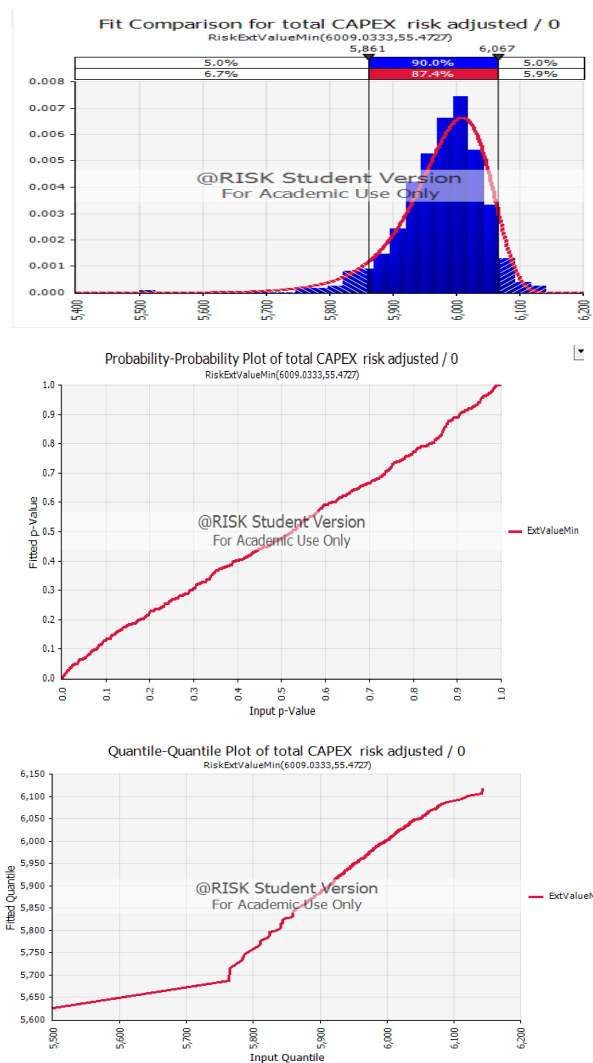 Fit Comparison for total CAPEX risk adjusted / 0
RiskExtValueMin(6009.0333,55.4727)
5,861 6,067
5.0% 90.0% 5.0%
6.7% 87.4% 5.9%
0.008
0.007
0.006
0.005
0.004
0.003
0.002
0.001
0.000
@RISK Student Version
For Academic Use Only
5,400 5,500 5,600 5,700 5,800 5,900 6,000 6,100 6,200
Probability-Probability Plot of total CAPEX risk adjusted / 0
RiskExtValueMin(6009.0333,55.4727)
1.0
0.9
0.8
0.7
0.6
0.5
0.4
0.3
0.2
0.1
0.0
Fitted p-Value
@RISK Student Version
For Academic Use Only
ExtValueMin
0.0 0.1 0.2 0.3 0.4 0.5 0.6 0.7 0.8 0.9 1.0
Input p-Value
Quantile-Quantile Plot of total CAPEX risk adjusted / 0
RiskExtValueMin(6009.0333,55.4727)
6,150
6,100
6,050
6,000
5,950
5,900
5,850
5,800
5,750
5,700
5,650
5,600
Fitted Quantile
@RISK Student Version
For Academic Use Only
ExtValueM
5,500 5,600 5,700 5,800 5,900 6,000 6,100 6,200
Input Quantile